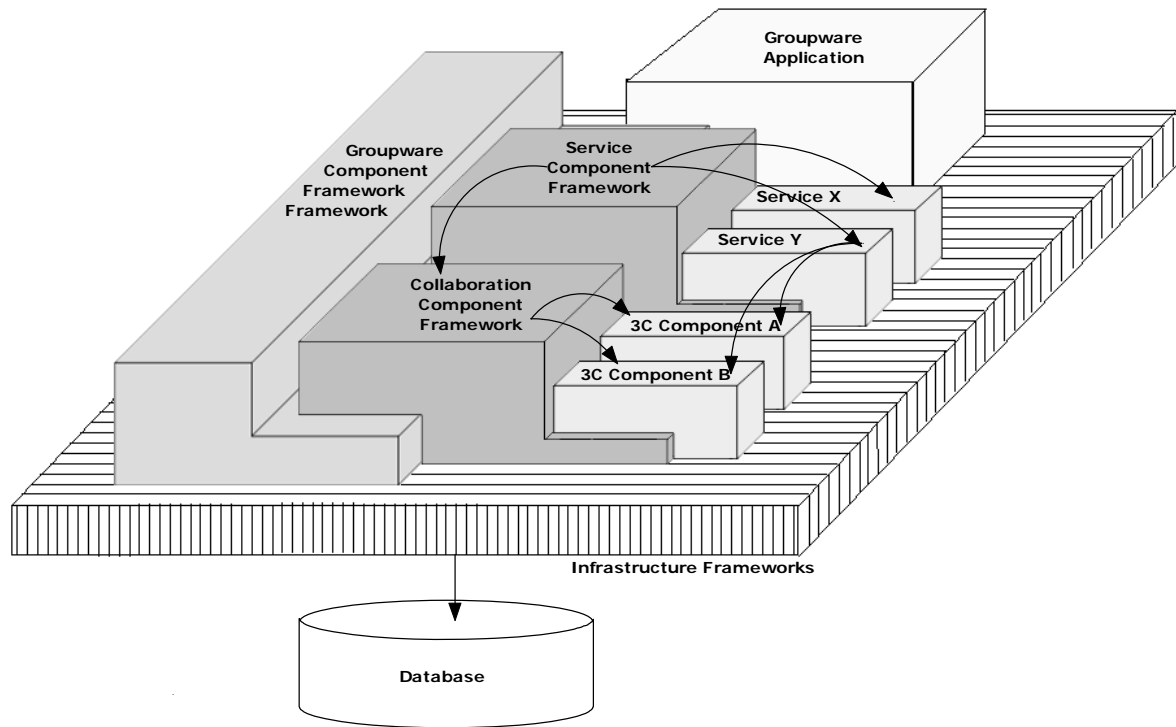 Groupware
Application
Groupware
Component
Framework
Framework
Service
Component
Framework
Service X
Service Y
Collaboration
Component
Framework
3C Component A
3C Component B
Infrastructure Frameworks
Database